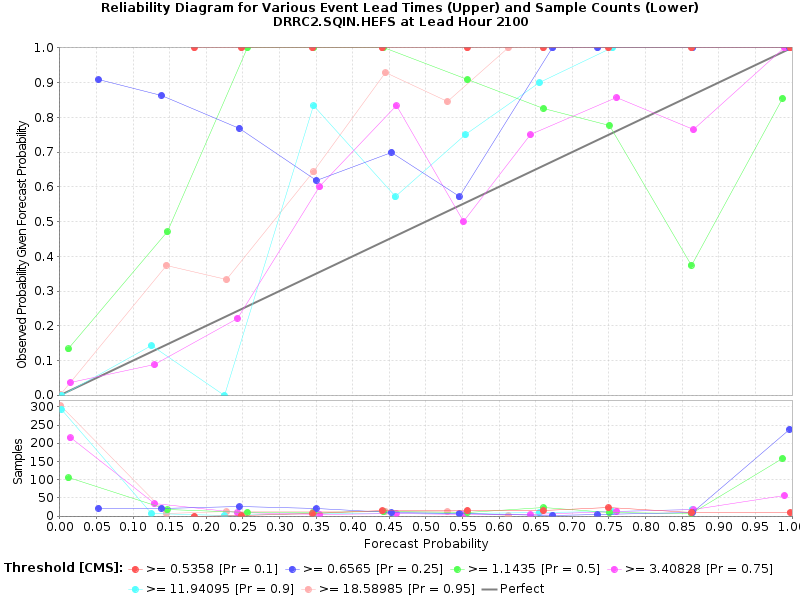 Reliability Diagram for Various Event Lead Times (Upper) and Sample Counts (Lower)
DRRC2.SQIN.HEFS at Lead Hour 2100
Observed Probability Given Forecast Probability
1.0
0.9
0.8
0.7
0.6
0.5
0.4
0.3
0.2
0.1
0.0
Samples
300
250
200
150
100
50
0
0.00 0.05 0.10 0.15 0.20 0.25 0.30 0.35 0.40 0.45 0.50 0.55 0.60 0.65 0.70 0.75 0.80 0.85 0.90 0.95 1.0
Forecast Probability
Threshold [CMS]: >= 0.5358 [Pr = 0.1] >= 0.6565 [Pr = 0.25] >= 1.1435 [Pr = 0.5] >= 3.40828 [Pr = 0.75]
>= 11.94095 [Pr = 0.9] >= 18.58985 [Pr = 0.95] Perfect